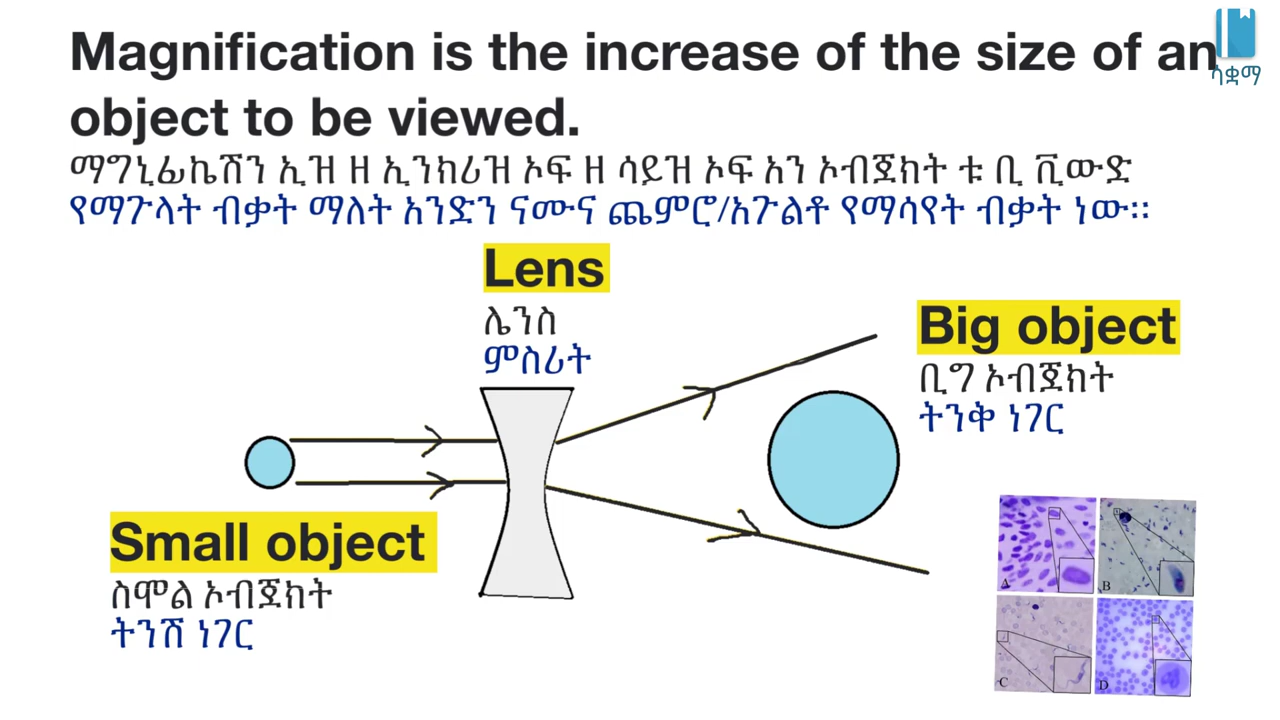 Magnification is the increase of the size of an
object to be viewed.
ማግኒፊኬሽን ኢዝ ዘ ኢንክሪዝ ኦፍ ዘ ሳይዝ ኦፍ አን ኦብጀክት ቱ ቢ ቪውድ
የማጉላት ብቃት ማለት አንድን ናሙና ጨምሮ/አጉልቶ የማሳየት ብቃት ነው፡፡
ሳቋማ
Lens
ሌንስ
ምስሪት
Big object
ቢግ ኦብጀክት
ትንቅ ነገር
Small object
ስሞል ኦብጀክት
ትንሽ ነገር
A B
C D